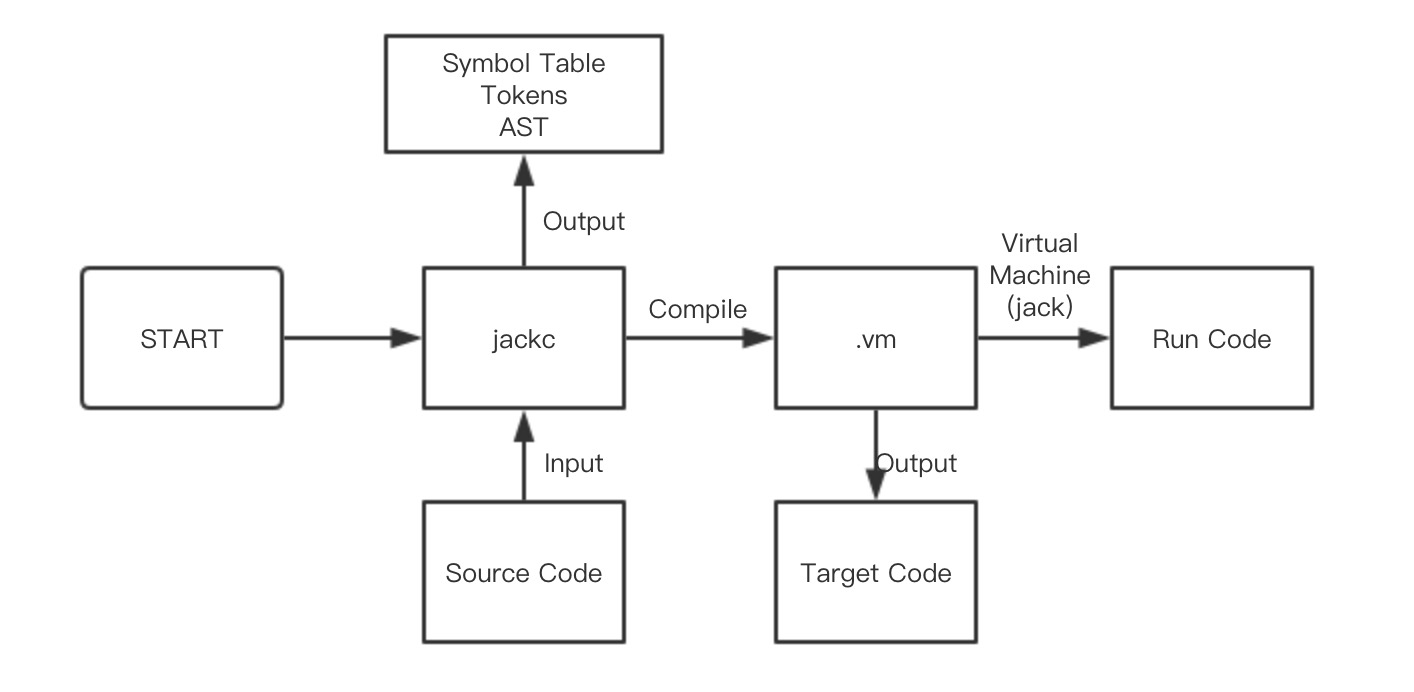 Symbol Table
Tokens
AST
Output
Virtual
Machine
(jack)
START
jackc
Compile
.vm
Run Code
Input
Output
Source Code
Target Code